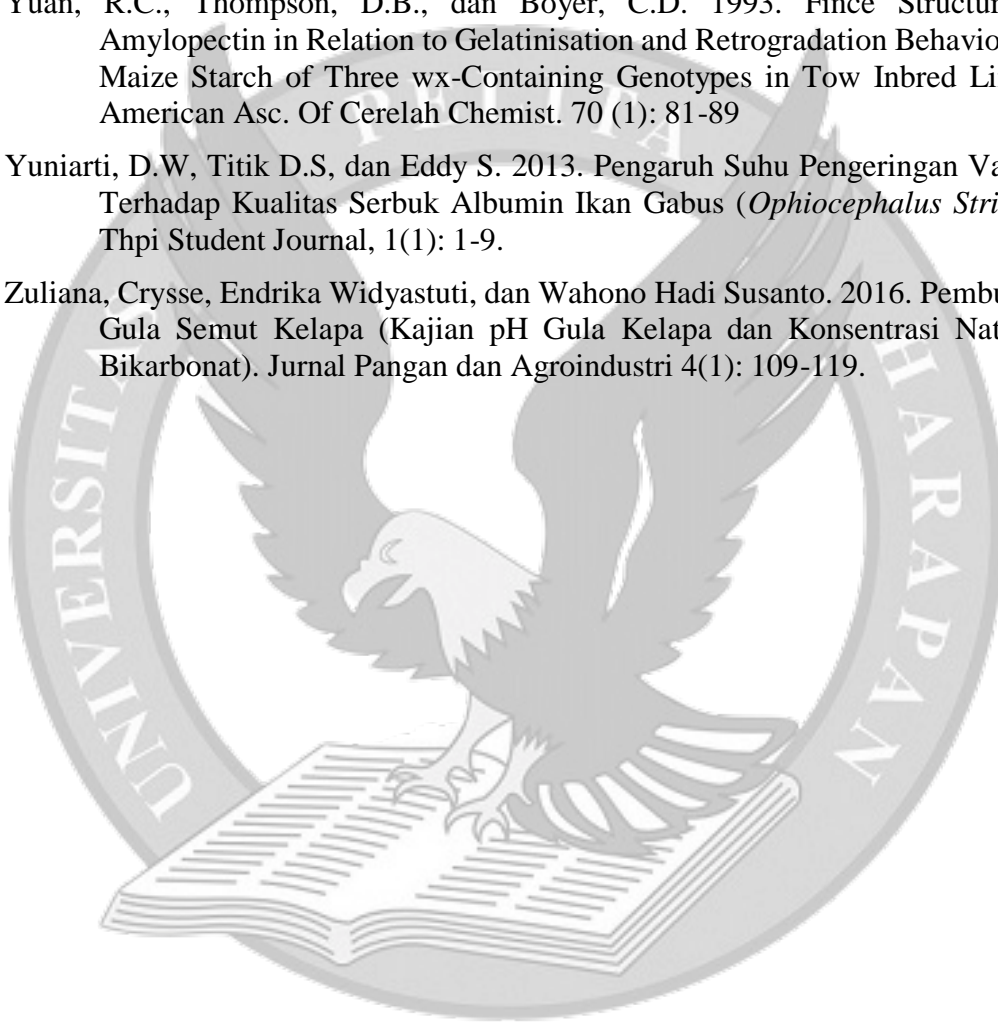 Yuan, R.C., Thompson, D.B., dan Boyer, C.D. 1993. Fince Structur
Amylopectin in Relation to Gelatinisation and Retrogradation Behavio
Maize Starch of Three wx-Containing Genotypes in Tow Inbred Li
American Asc. Of Cerelah Chemist. 70 (1): 81-89
Yuniarti, D.W, Titik D.S, dan Eddy S. 2013. Pengaruh Suhu Pengeringan Va
Terhadap Kualitas Serbuk Albumin Ikan Gabus (Ophiocephalus Stri
Thpi Student Journal, 1(1): 1-9.
Zuliana, Crysse, Endrika Widyastuti, dan Wahono Hadi Susanto. 2016. Pembu
Gula Semut Kelapa (Kajian pH Gula Kelapa dan Konsentrasi Nat
Bikarbonat). Jurnal Pangan dan Agroindustri 4(1): 109-119.
UNIVERSITAS PELITA HARAPAN